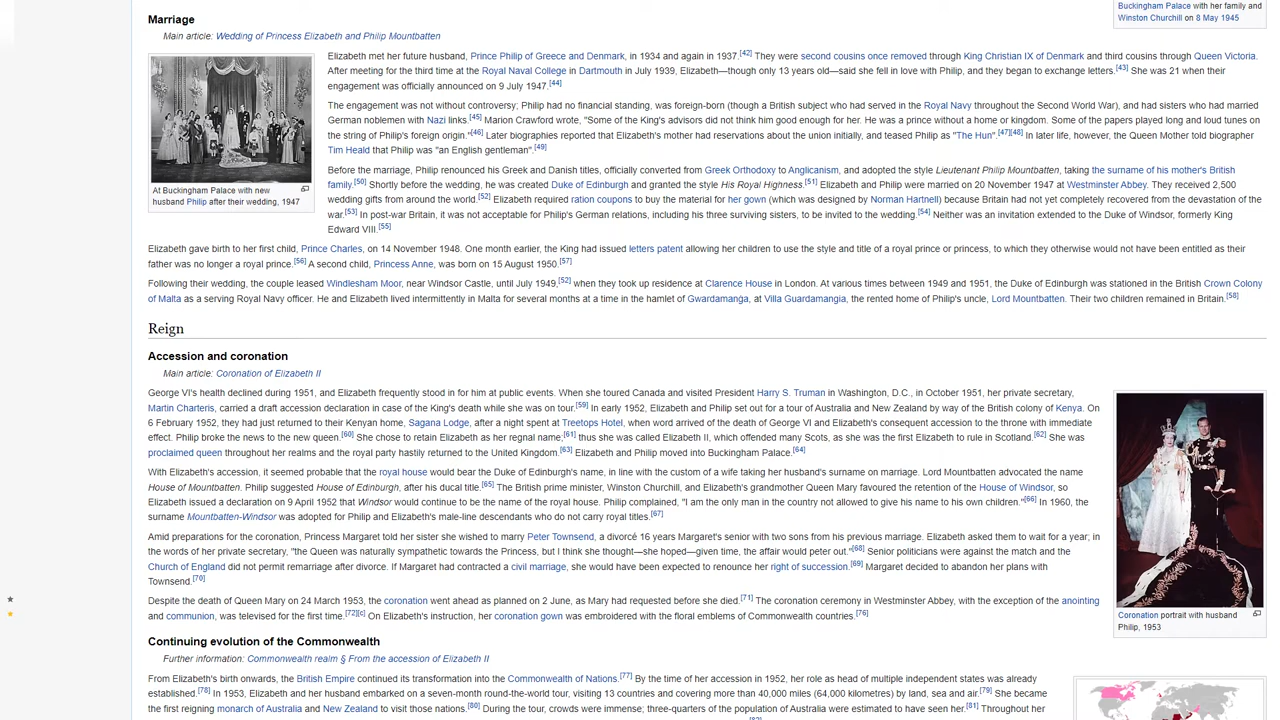 Buckingham Palace with her family and
Winston Churchill on 8 May 1945
Marriage
Main article: Wedding of Princess Elizabeth and Philip Mountbatten
At Buckingham Palace with new
husband Philip after their wedding, 1947
Elizabeth met her future husband, Prince Philip of Greece and Denmark, in 1934 and again in 1937.[42] They were second cousins once removed through King Christian IX of Denmark and third cousins through Queen Victoria.
After meeting for the third time at the Royal Naval College in Dartmouth in July 1939, Elizabeth—though only 13 years old—said she fell in love with Philip, and they began to exchange letters.[43] She was 21 when their
engagement was officially announced on 9 July 1947.[44]
The engagement was not without controversy; Philip had no financial standing, was foreign-born (though a British subject who had served in the Royal Navy throughout the Second World War), and had sisters who had married
German noblemen with Nazi links.[45] Marion Crawford wrote, "Some of the King's advisors did not think him good enough for her. He was a prince without a home or kingdom. Some of the papers played long and loud tunes on
the string of Philip's foreign origin."[46] Later biographies reported that Elizabeth's mother had reservations about the union initially, and teased Philip as "The Hun".[47][48] In later life, however, the Queen Mother told biographer
Tim Heald that Philip was "an English gentleman".[49]
Before the marriage, Philip renounced his Greek and Danish titles, officially converted from Greek Orthodoxy to Anglicanism, and adopted the style Lieutenant Philip Mountbatten, taking the surname of his mother's British
family.[50] Shortly before the wedding, he was created Duke of Edinburgh and granted the style His Royal Highness.[51] Elizabeth and Philip were married on 20 November 1947 at Westminster Abbey. They received 2,500
wedding gifts from around the world.[52] Elizabeth required ration coupons to buy the material for her gown (which was designed by Norman Hartnell) because Britain had not yet completely recovered from the devastation of the
war.[53] In post-war Britain, it was not acceptable for Philip's German relations, including his three surviving sisters, to be invited to the wedding.[54] Neither was an invitation extended to the Duke of Windsor, formerly King
Edward VIII.[55]
Elizabeth gave birth to her first child, Prince Charles, on 14 November 1948. One month earlier, the King had issued letters patent allowing her children to use the style and title of a royal prince or princess, to which they otherwise would not have been entitled as their
father was no longer a royal prince.[56] A second child, Princess Anne, was born on 15 August 1950.[57]
Following their wedding, the couple leased Windlesham Moor, near Windsor Castle, until July 1949,[52] when they took up residence at Clarence House in London. At various times between 1949 and 1951, the Duke of Edinburgh was stationed in the British Crown Colony
of Malta as a serving Royal Navy officer. He and Elizabeth lived intermittently in Malta for several months at a time in the hamlet of Gwardamanġa, at Villa Guardamangia, the rented home of Philip's uncle, Lord Mountbatten. Their two children remained in Britain.[58]
Reign
Accession and coronation
Main article: Coronation of Elizabeth II
George VI's health declined during 1951, and Elizabeth frequently stood in for him at public events. When she toured Canada and visited President Harry S. Truman in Washington, D.C., in October 1951, her private secretary,
Martin Charteris, carried a draft accession declaration in case of the King's death while she was on tour.[59] In early 1952, Elizabeth and Philip set out for a tour of Australia and New Zealand by way of the British colony of Kenya. On
6 February 1952, they had just returned to their Kenyan home, Sagana Lodge, after a night spent at Treetops Hotel, when word arrived of the death of George VI and Elizabeth's consequent accession to the throne with immediate
effect. Philip broke the news to the new queen.[60] She chose to retain Elizabeth as her regnal name;[61] thus she was called Elizabeth II, which offended many Scots, as she was the first Elizabeth to rule in Scotland.[62] She was
proclaimed queen throughout her realms and the royal party hastily returned to the United Kingdom.[63] Elizabeth and Philip moved into Buckingham Palace.[64]
With Elizabeth's accession, it seemed probable that the royal house would bear the Duke of Edinburgh's name, in line with the custom of a wife taking her husband's surname on marriage. Lord Mountbatten advocated the name
House of Mountbatten. Philip suggested House of Edinburgh, after his ducal title.[65] The British prime minister, Winston Churchill, and Elizabeth's grandmother Queen Mary favoured the retention of the House of Windsor, so
Elizabeth issued a declaration on 9 April 1952 that Windsor would continue to be the name of the royal house. Philip complained, "I am the only man in the country not allowed to give his name to his own children."[66] In 1960, the
surname Mountbatten-Windsor was adopted for Philip and Elizabeth's male-line descendants who do not carry royal titles.[67]
Amid preparations for the coronation, Princess Margaret told her sister she wished to marry Peter Townsend, a divorcé 16 years Margaret's senior with two sons from his previous marriage. Elizabeth asked them to wait for a year; in
the words of her private secretary, "the Queen was naturally sympathetic towards the Princess, but I think she thought—she hoped—given time, the affair would peter out."[68] Senior politicians were against the match and the
Church of England did not permit remarriage after divorce. If Margaret had contracted a civil marriage, she would have been expected to renounce her right of succession.[69] Margaret decided to abandon her plans with
Townsend.[70]
Despite the death of Queen Mary on 24 March 1953, the coronation went ahead as planned on 2 June, as Mary had requested before she died.[71] The coronation ceremony in Westminster Abbey, with the exception of the anointing
and communion, was televised for the first time.[72][c] On Elizabeth's instruction, her coronation gown was embroidered with the floral emblems of Commonwealth countries.[76]
Coronation portrait with husband
Philip, 1953
Continuing evolution of the Commonwealth
Further information: Commonwealth realm § From the accession of Elizabeth II
From Elizabeth's birth onwards, the British Empire continued its transformation into the Commonwealth of Nations.[77] By the time of her accession in 1952, her role as head of multiple independent states was already
established.[78] In 1953, Elizabeth and her husband embarked on a seven-month round-the-world tour, visiting 13 countries and covering more than 40,000 miles (64,000 kilometres) by land, sea and air.[79] She became
the first reigning monarch of Australia and New Zealand to visit those nations.[80] During the tour, crowds were immense; three-quarters of the population of Australia were estimated to have seen her.[81] Throughout her